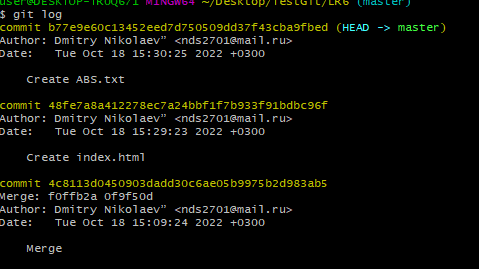 user@DESKTOP-TR0Q671 MINGW64 ~/Desktop/TestGit/LR6 (master)
$ git log
commit b77e9e60c13452eed7d750509dd37f43cba9fbed (HEAD -> master)
Author: Dmitry Nikolaev” <nds2701@mail.ru>
Date:   Tue Oct 18 15:30:25 2022 +0300
Create ABS.txt
commit 48fe7a8a412278ec7a24bbf1f7b933f91bdbc96f
Author: Dmitry Nikolaev” <nds2701@mail.ru>
Date:   Tue Oct 18 15:29:23 2022 +0300
Create index.html
commit 4c8113d0450903dadd30c6ae05b9975b2d983ab5
Merge: f0ffb2a 0f9f50d
Author: Dmitry Nikolaev” <nds2701@mail.ru>
Date:   Tue Oct 18 15:09:24 2022 +0300
Merge